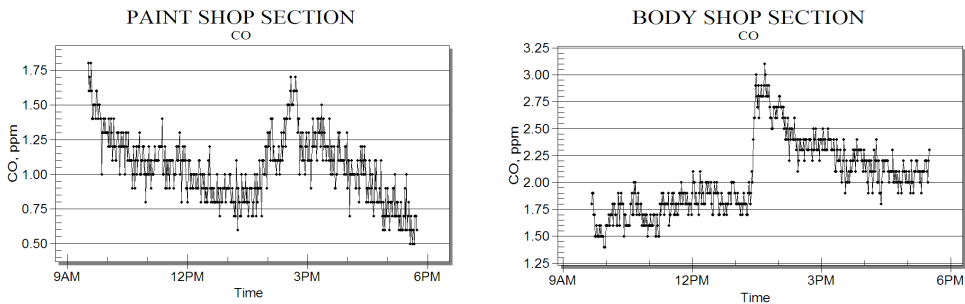 PAINT SHOP SECTION
CO
CO, ppm
1.75
1.50
1.25
1.00
0.75
0.50
9AM 12PM 3PM 6PM
Time
BODY SHOP SECTION
CO
CO, ppm
3.25
3.00
2.75
2.50
2.25
2.00
1.75
1.50
1.25
9AM 12PM 3PM 6PM
Time